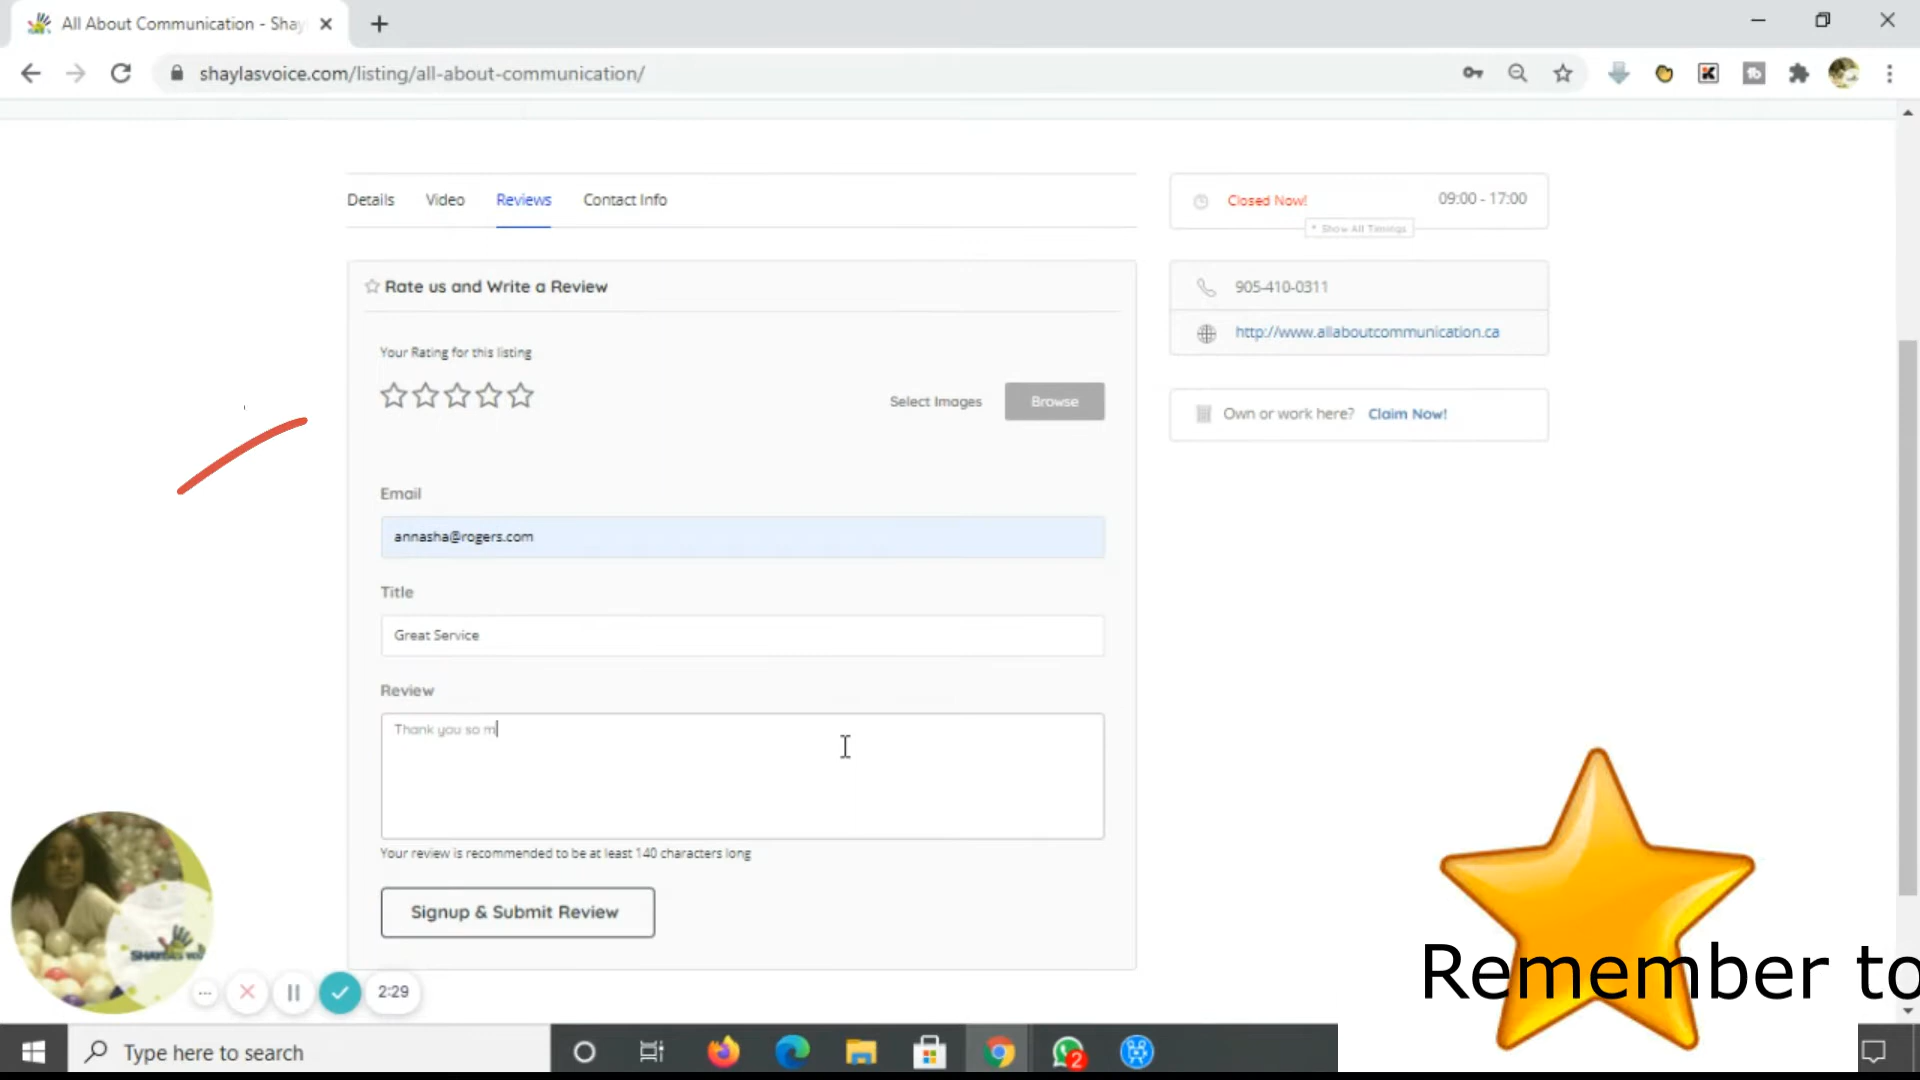 All About Communication - Shay
shaylasvoice.com/listing/all-about-communication/
Details Video Reviews Contact Info
Closed Now! 09:00 - 17:00
Show All Timings
Rate us and Write a Review
905-410-0311
http://www.allaboutcommunication.ca
Your Rating for this listing
Select Images Browse
Own or work here? Claim Now!
Email
annasha@rogers.com
Title
Great Service
Review
Thank you so m
Your review is recommended to be at least 140 characters long
Signup & Submit Review
Remember to
2:29
Type here to search
2